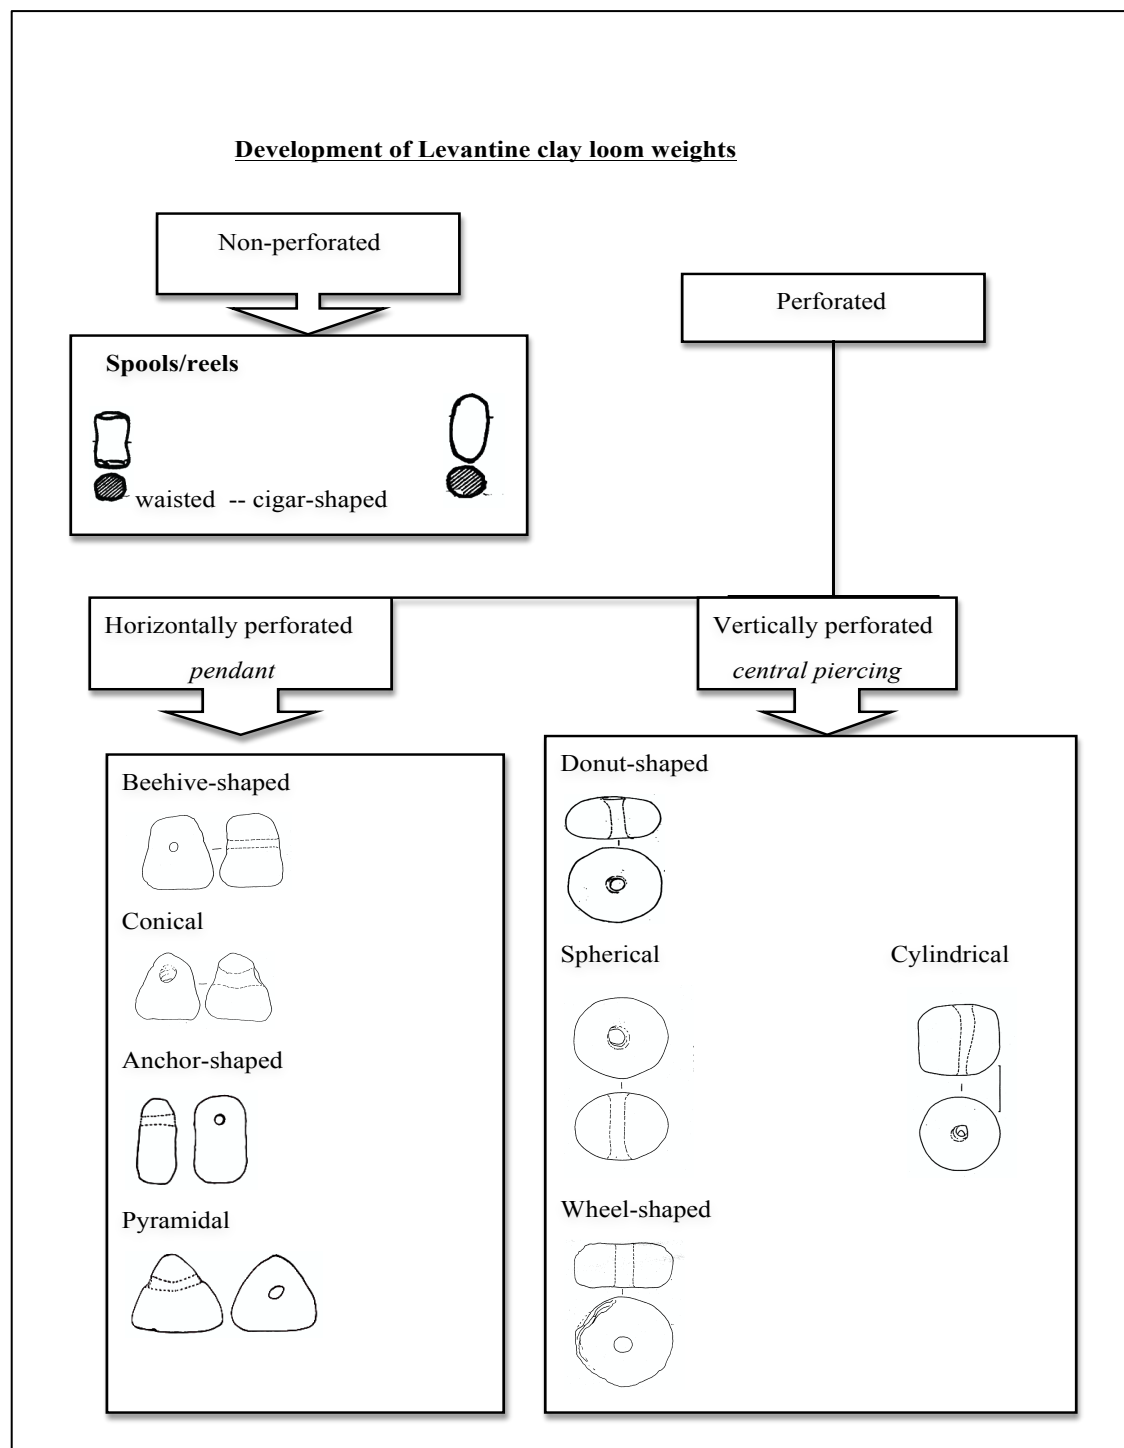 Development of Levantine clay loom weights
Non-perforated
Perforated
Spools/reels
waisted -- cigar-shaped
Horizontally perforated
pendant
Vertically perforated
central piercing
Beehive-shaped
Conical
Anchor-shaped
Pyramidal
Donut-shaped
Spherical
Cylindrical
Wheel-shaped